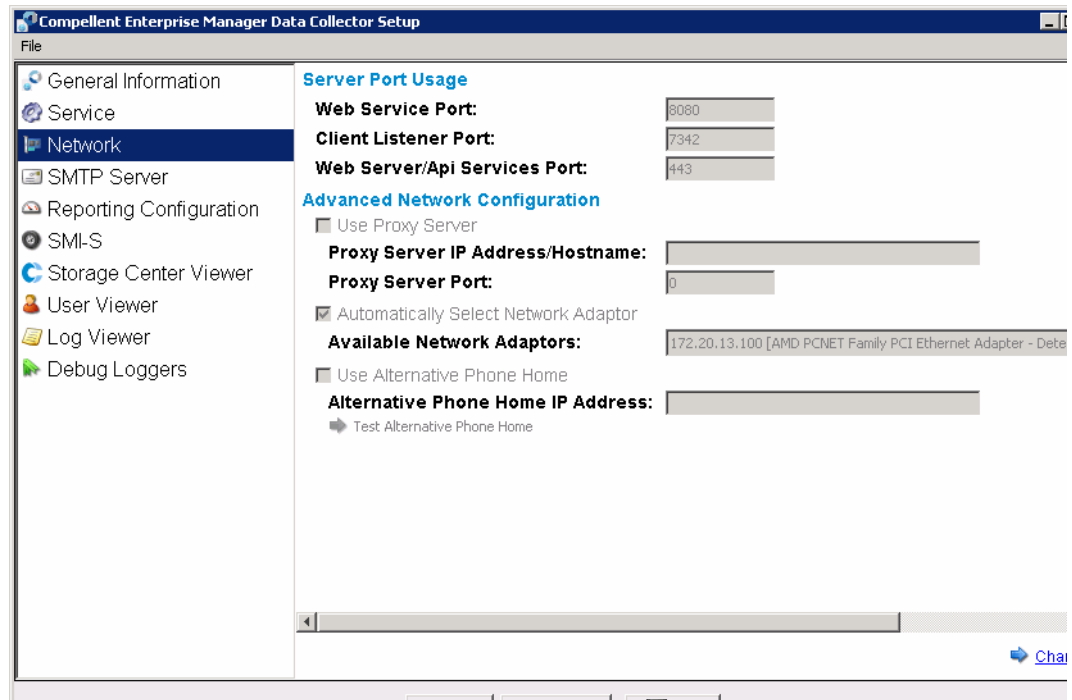 Compellent Enterprise Manager Data Collector Setup
File
General Information
Service
Network
SMTP Server
Reporting Configuration
SMI-S
Storage Center Viewer
User Viewer
Log Viewer
Debug Loggers
Server Port Usage
Web Service Port: 8080
Client Listener Port: 7342
Web Server/Api Services Port: 443
Advanced Network Configuration
Use Proxy Server
Proxy Server IP Address/Hostname:
Proxy Server Port: 0
Automatically Select Network Adaptor
Available Network Adaptors: 172.20.13.100 [AMD PCNET Family PCI Ethernet Adapter - Dete
Use Alternative Phone Home
Alternative Phone Home IP Address:
Test Alternative Phone Home
Chan